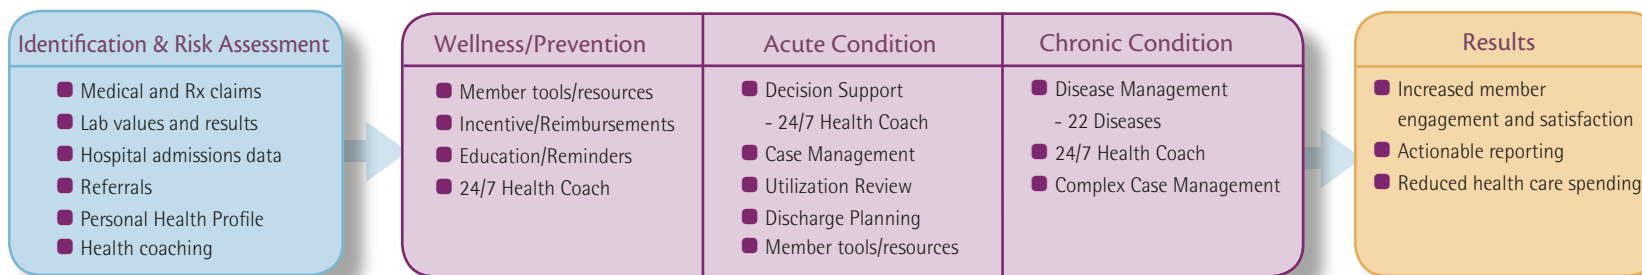 Identification & Risk Assessment
Medical and Rx claims
Lab values and results
Hospital admissions data
Referrals
Personal Health Profile
Health coaching
Wellness/Prevention
Member tools/resources
Incentive/Reimbursements
Education/Reminders
24/7 Health Coach
Acute Condition
Decision Support
- 24/7 Health Coach
Case Management
Utilization Review
Discharge Planning
Member tools/resources
Chronic Condition
Disease Management
- 22 Diseases
24/7 Health Coach
Complex Case Management
Results
Increased member
engagement and satisfaction
Actionable reporting
Reduced health care spending